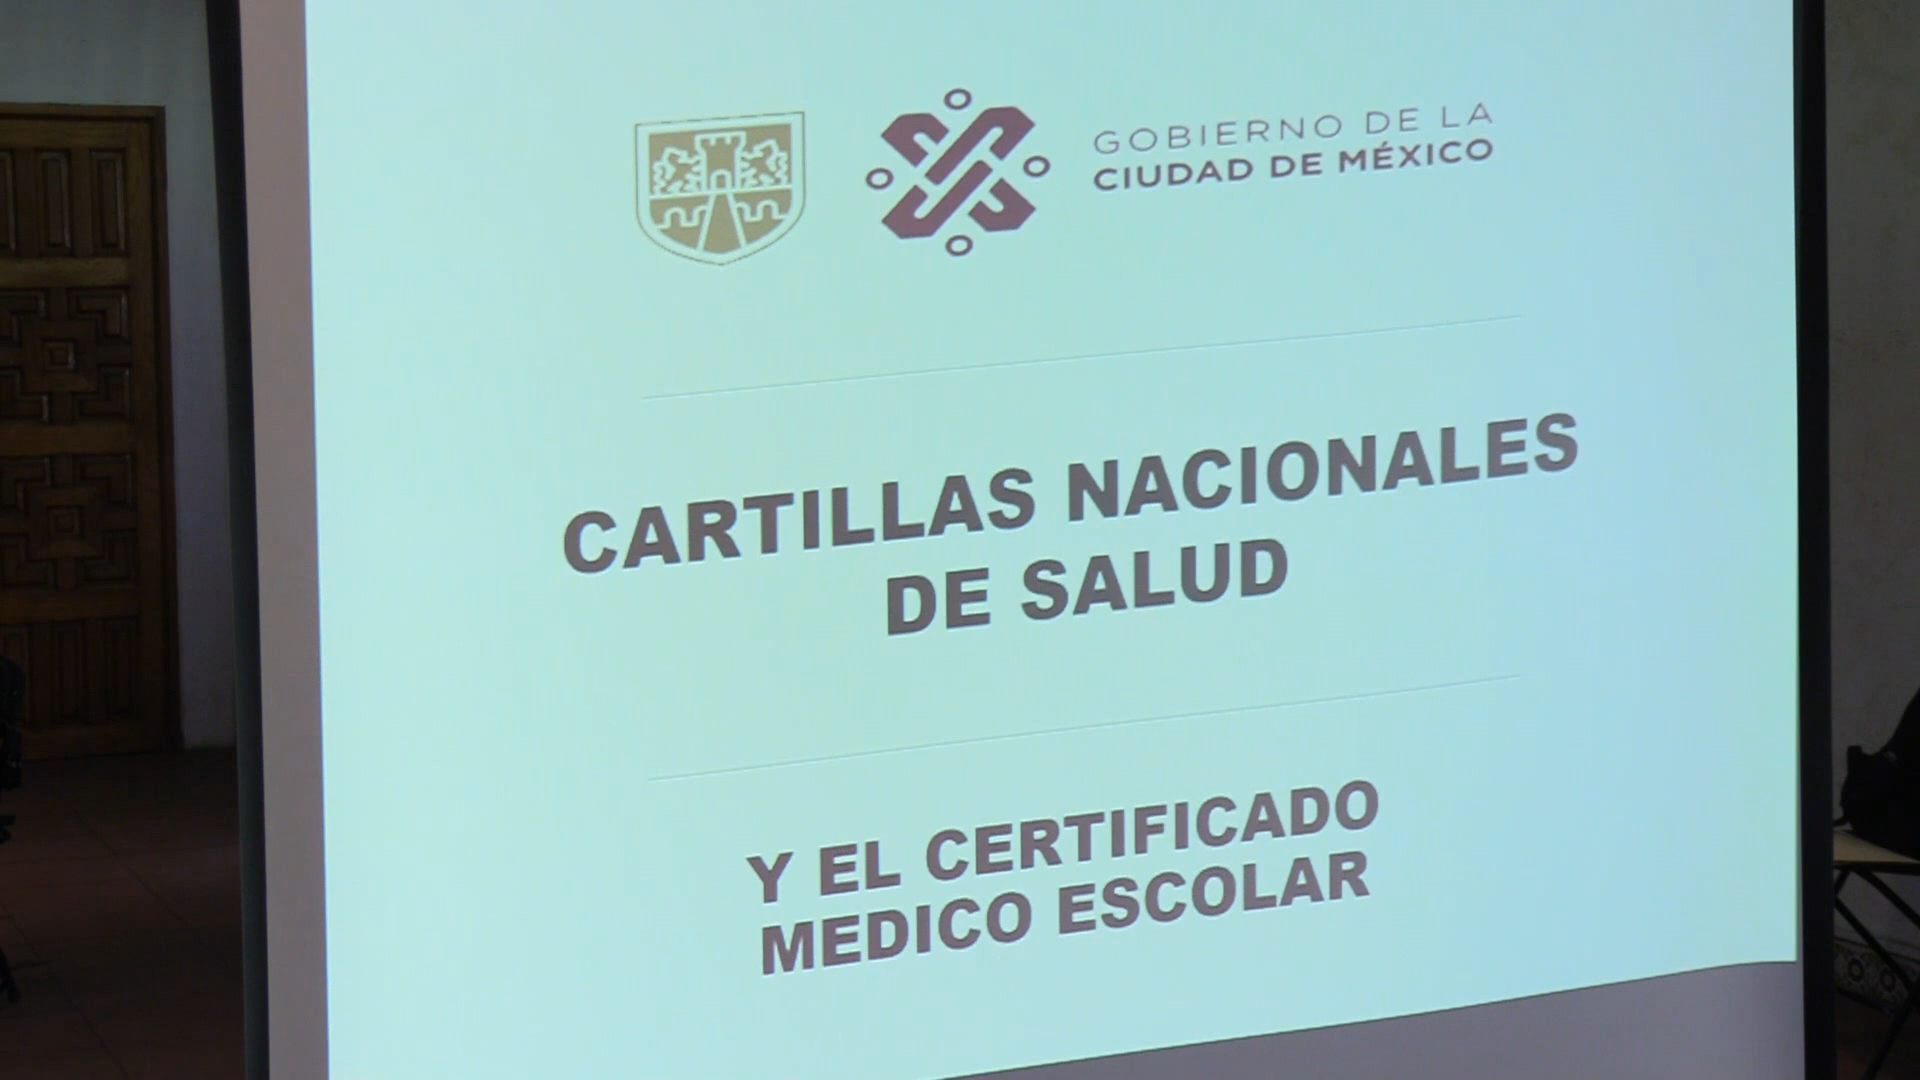 GOBIERNO DE LA
CIUDAD DE MÉXICO
CARTILLAS NACIONALES
DE SALUD
Y EL CERTIFICADO
MEDICO ESCOLAR